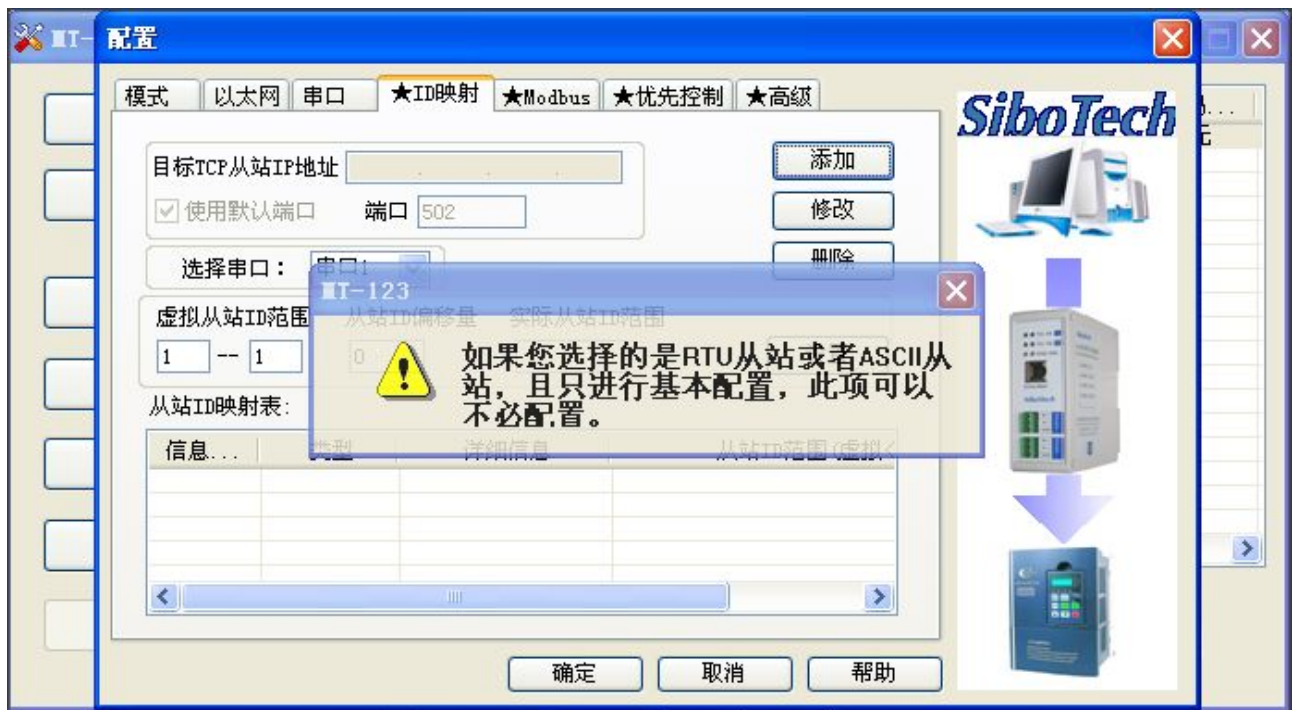 MT-
配置
模式
以太网
串口
★ID映射
★Modbus
★优先控制
★高级
SiboTech
目标TCP从站IP地址
添加
使用默认端口
端口 502
修改
选择串口：
串口1
删除
MT-123
虚拟从站ID范围
从站ID偏移量
实际从站ID范围
1 -- 1
0
如果您选择的是RTU从站或者ASCII从
站，且只进行基本配置，此项可以
不必配置。
从站ID映射表:
信息...
类型
详细信息
从站ID范围(虚拟<
确定
取消
帮助